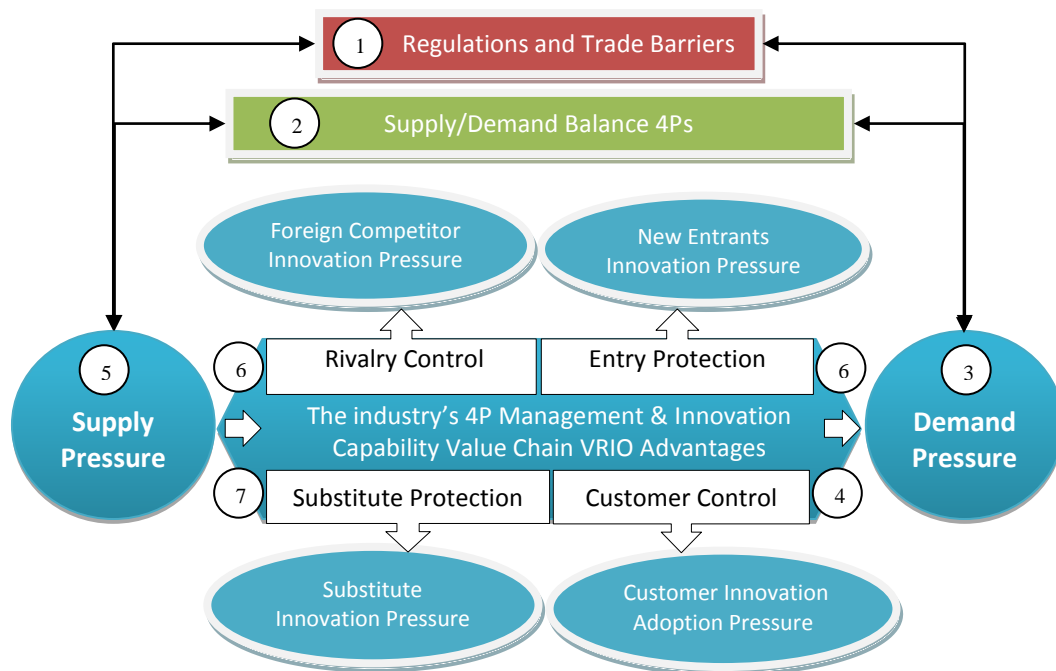 1
Regulations and Trade Barriers
2
Supply/Demand Balance 4Ps
Foreign Competitor
Innovation Pressure
New Entrants
Innovation Pressure
5
Supply
Pressure
6
Rivalry Control
Entry Protection
6
3
Demand
Pressure
The industry’s 4P Management & Innovation
Capability Value Chain VRIO Advantages
7
Substitute Protection
Customer Control
4
Substitute
Innovation Pressure
Customer Innovation
Adoption Pressure